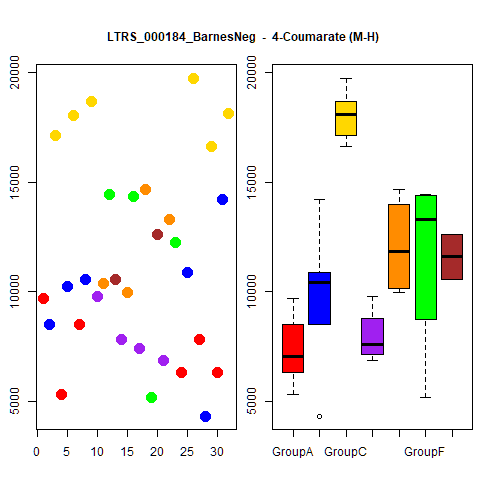 LTRS_000184_BarnesNeg - 4-Coumarate (M-H)
20000
15000
10000
5000
0 5 10 15 20 25 30
20000
15000
10000
5000
GroupA GroupC GroupF